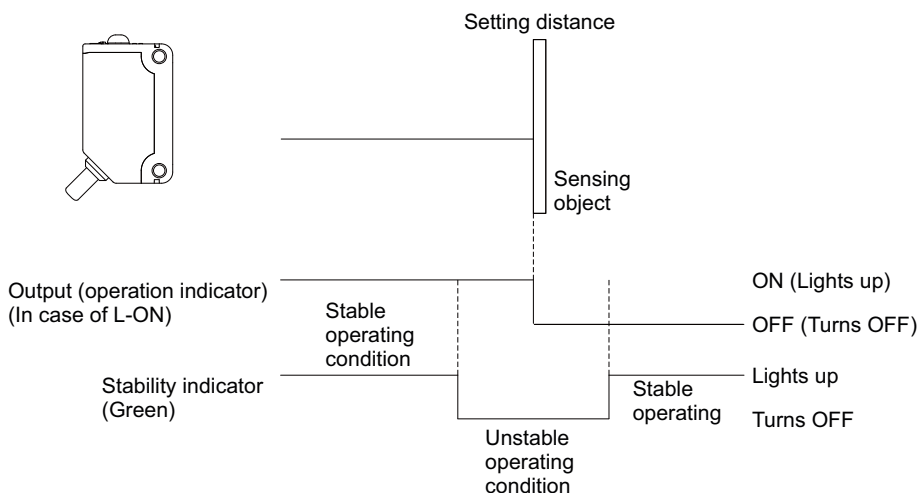 Setting distance
Sensing
object
Output (operation indicator)
(In case of L-ON)
Stable
operating
condition
ON (Lights up)
OFF (Turns OFF)
Stability indicator
(Green)
Unstable
operating
condition
Stable
operating
Lights up
Turns OFF